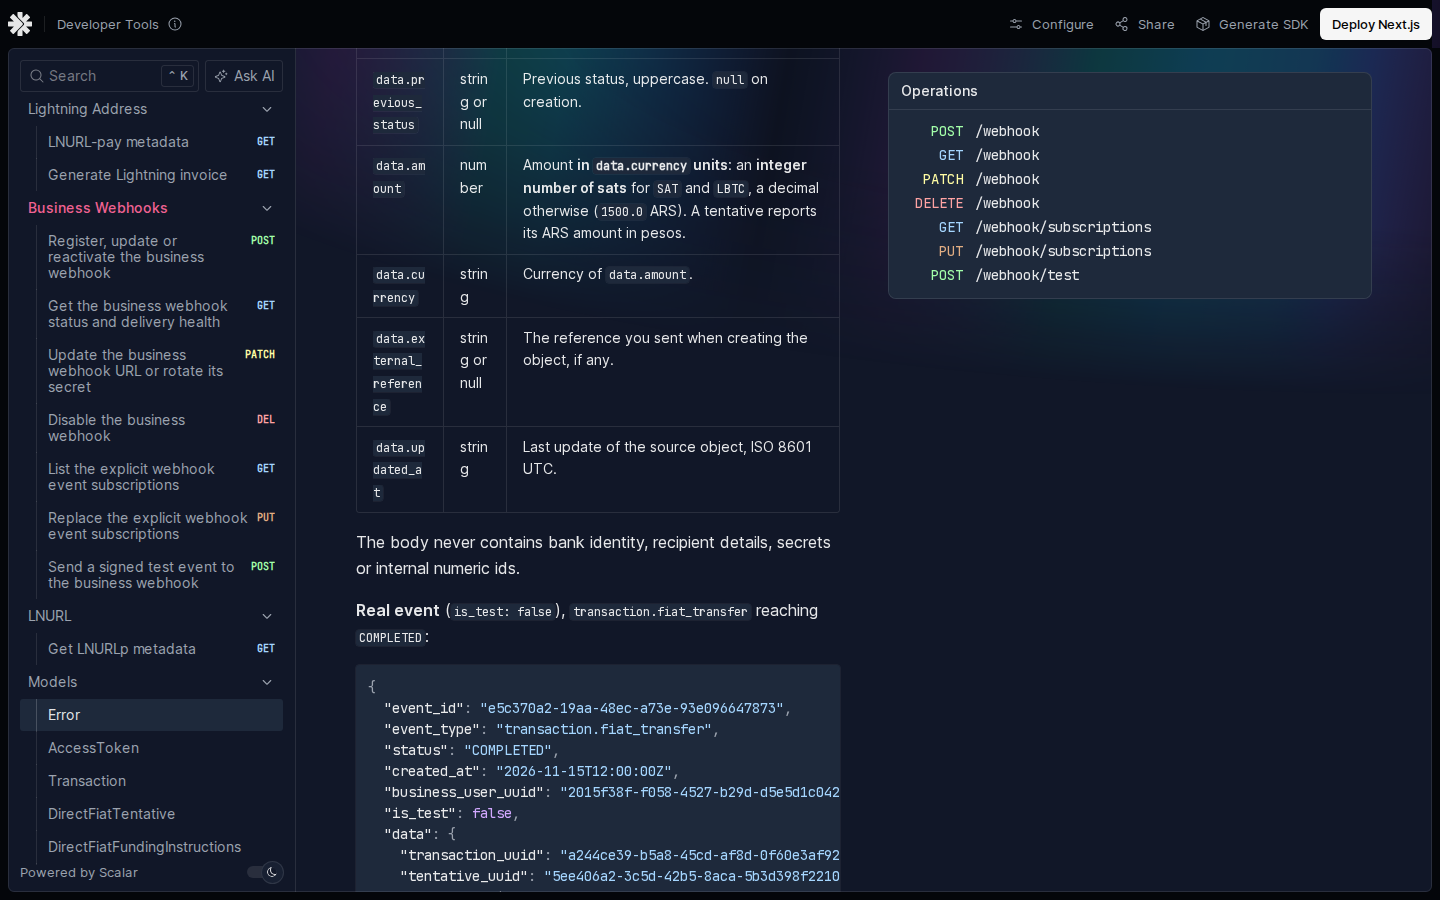 Developer Tools
Configure
Share
Generate SDK
Deploy Next.js
Search
⌃ K
Ask AI
Lightning Address
LNURL-pay metadata GET
Generate Lightning invoice GET
Business Webhooks
Register, update or POST
reactivate the business
webhook
Get the business webhook GET
status and delivery health
Update the business PATCH
webhook URL or rotate its
secret
Disable the business DEL
webhook
List the explicit webhook GET
event subscriptions
Replace the explicit webhook PUT
event subscriptions
Send a signed test event to POST
the business webhook
LNURL
Get LNURLp metadata GET
Models
Error
AccessToken
Transaction
DirectFiatTentative
DirectFiatFundingInstructions
Powered by Scalar
data.pr strin Previous status, uppercase. null on
evious_ g or creation.
status null
data.am num Amount in data.currency units: an integer
ount ber number of sats for SAT and LBTC, a decimal
otherwise (1500.0 ARS). A tentative reports
its ARS amount in pesos.
data.cu strin Currency of data.amount.
rrency g
data.ex strin The reference you sent when creating the
ternal_ g or object, if any.
referen null
ce
data.up strin Last update of the source object, ISO 8601
dated_a g UTC.
t
The body never contains bank identity, recipient details, secrets
or internal numeric ids.
Real event (is_test: false), transaction.fiat_transfer reaching
COMPLETED:
{
"event_id": "e5c370a2-19aa-48ec-a73e-93e096647873",
"event_type": "transaction.fiat_transfer",
"status": "COMPLETED",
"created_at": "2026-11-15T12:00:00Z",
"business_user_uuid": "2015f38f-f058-4527-b29d-d5e5d1c042
"is_test": false,
"data": {
"transaction_uuid": "a244ce39-b5a8-45cd-af8d-0f60e3af92
"tentative_uuid": "5ee406a2-3c5d-42b5-8aca-5b3d398f2210
Operations
POST /webhook
GET /webhook
PATCH /webhook
DELETE /webhook
GET /webhook/subscriptions
PUT /webhook/subscriptions
POST /webhook/test